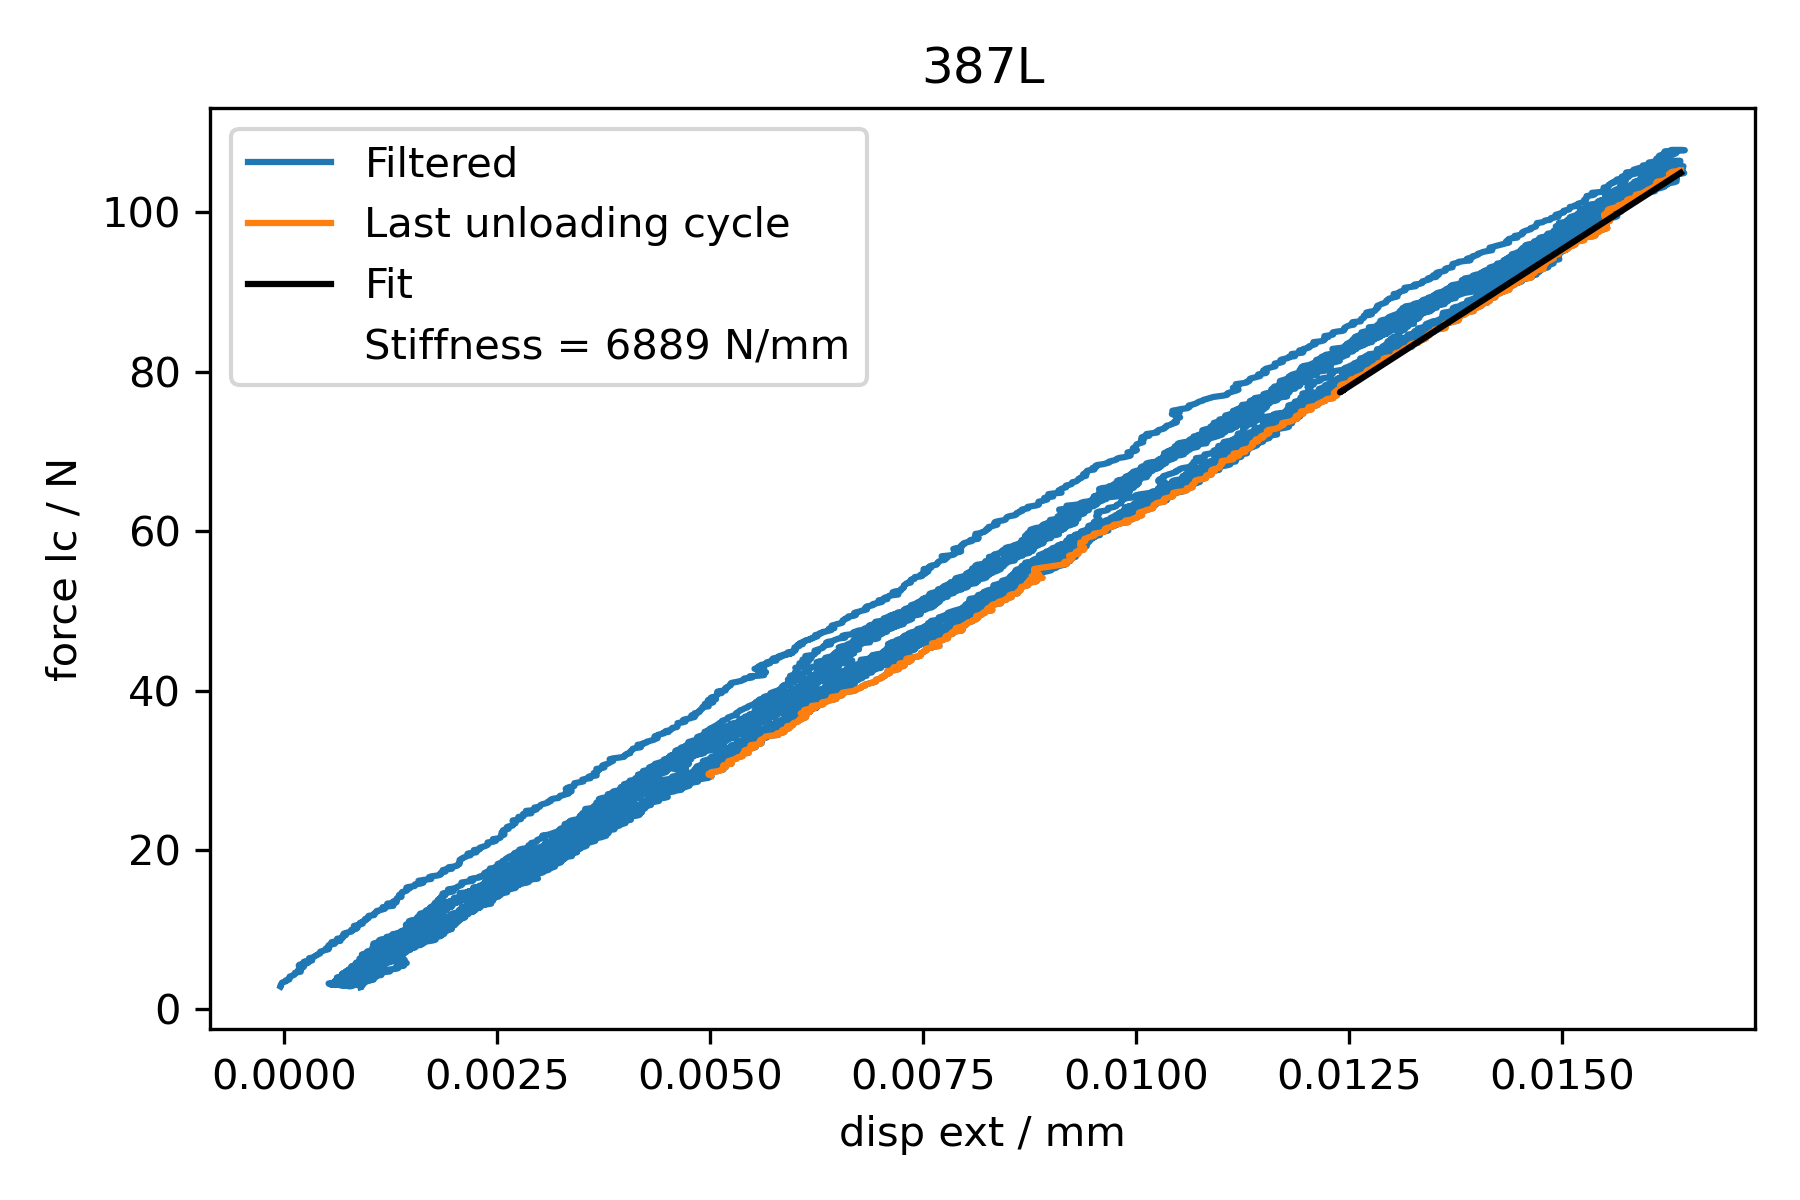 387L
Filtered
Last unloading cycle
Fit
Stiffness = 6889 N/mm
100
80
60
40
20
0
force lc / N
0.0000 0.0025 0.0050 0.0075 0.0100 0.0125 0.0150
disp ext / mm